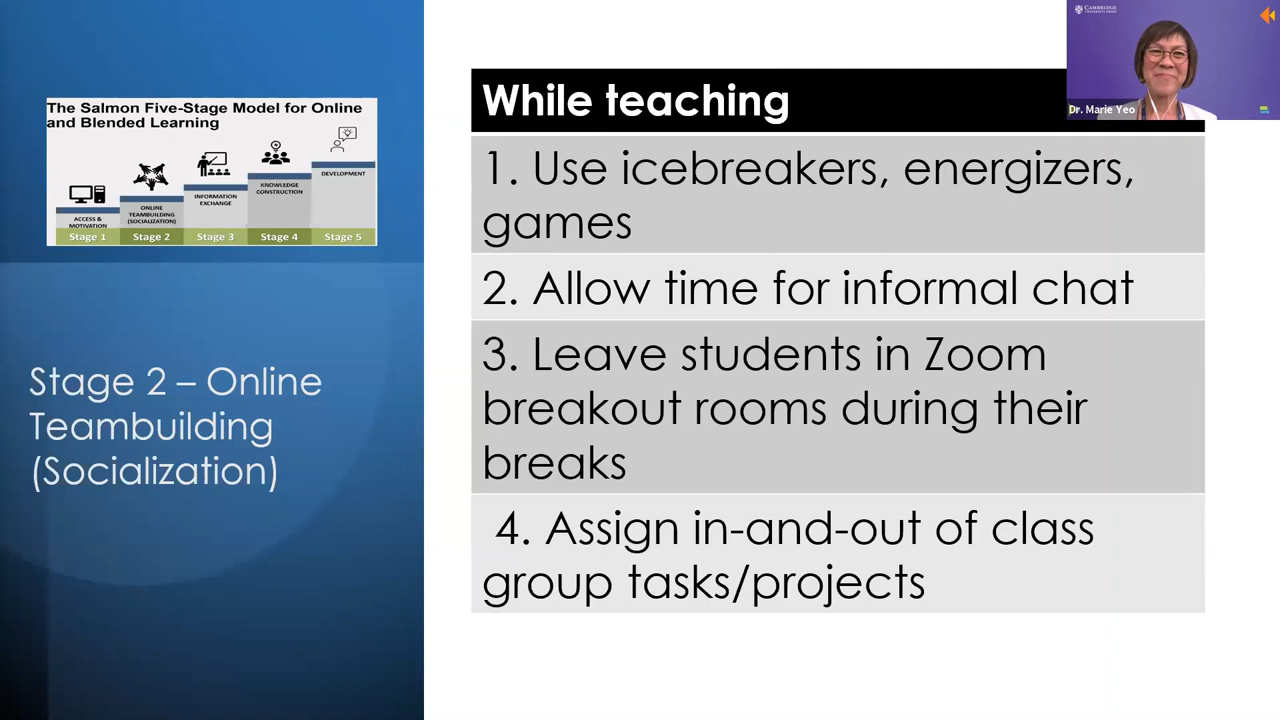 The Salmon Five-Stage Model for Online
and Blended Learning
ACCESS &
MOTIVATION
Stage 1
ONLINE
TEAMBUILDING
(SOCIALIZATION)
Stage 2
INFORMATION
EXCHANGE
Stage 3
KNOWLEDGE
CONSTRUCTION
Stage 4
DEVELOPMENT
Stage 5
Stage 2 – Online
Teambuilding
(Socialization)
While teaching
1. Use icebreakers, energizers,
games
2. Allow time for informal chat
3. Leave students in Zoom
breakout rooms during their
breaks
4. Assign in-and-out of class
group tasks/projects
CAMBRIDGE
UNIVERSITY PRESS
Dr. Marie Yeo